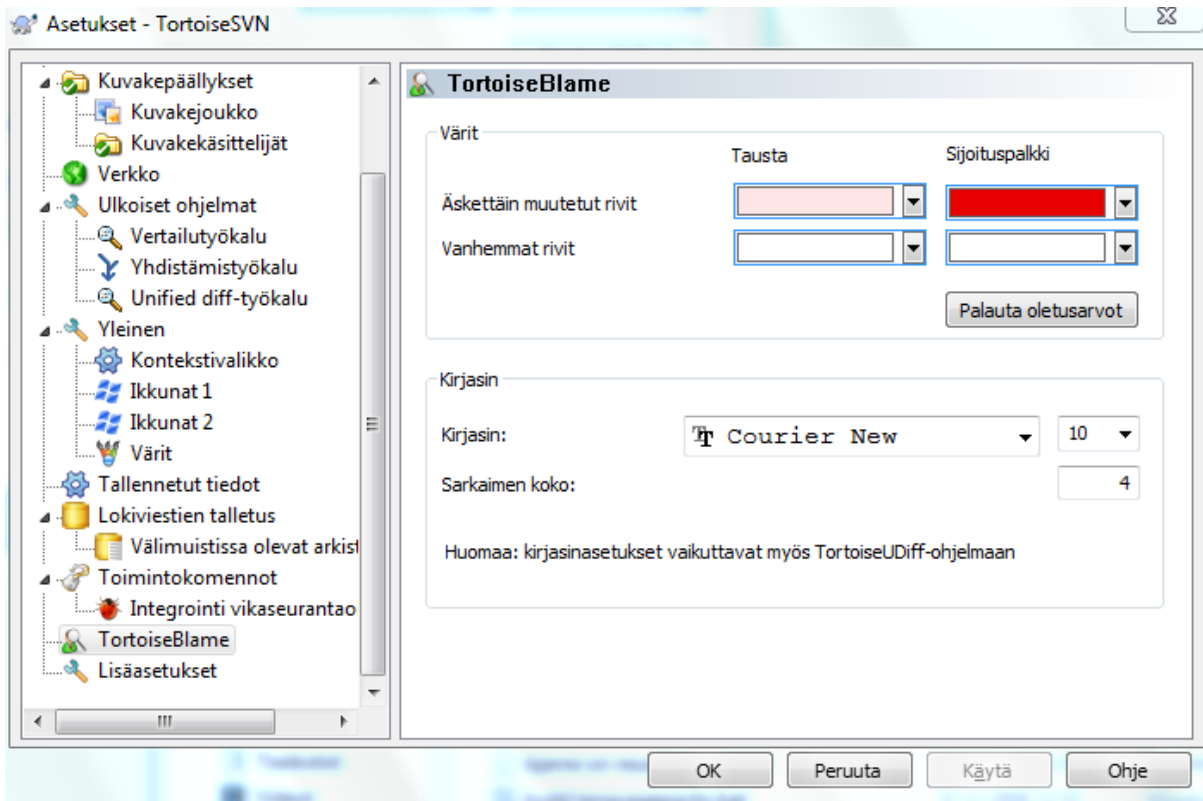 Asetukset - TortoiseSVN
Kuvakepäällykset
Kuvakejoukko
Kuvakekäsittelijät
Verkko
Ulkoiset ohjelmat
Vertailutyökalu
Yhdistämistyökalu
Unified diff-työkalu
Yleinen
Kontekstivalikko
Ikkunat 1
Ikkunat 2
Värit
Tallennetut tiedot
Lokiviestien talletus
Välimuistissa olevat arkist
Toimintokomennot
Integrointi vikaseurantao
TortoiseBlame
Lisäasetukset
TortoiseBlame
Värit
Tausta Sijoituspalkki
Äskettäin muutetut rivit
Vanhemmat rivit
Palauta oletusarvot
Kirjasin
Kirjasin: Courier New 10
Sarkaimen koko: 4
Huomaa: kirjasinasetukset vaikuttavat myös TortoiseUDiff-ohjelmaan
OK Peruuta Käytä Ohje